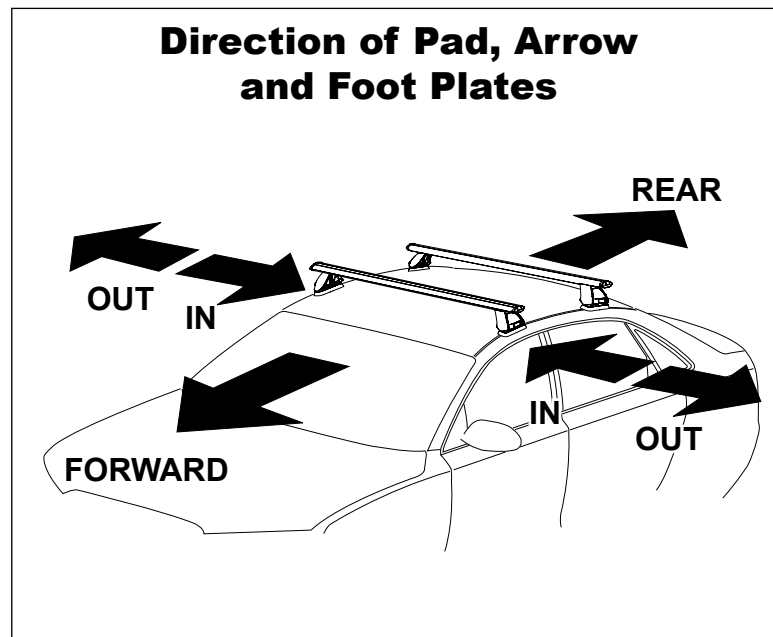 Direction of Pad, Arrow
and Foot Plates
REAR
OUT
IN
IN
OUT
FORWARD